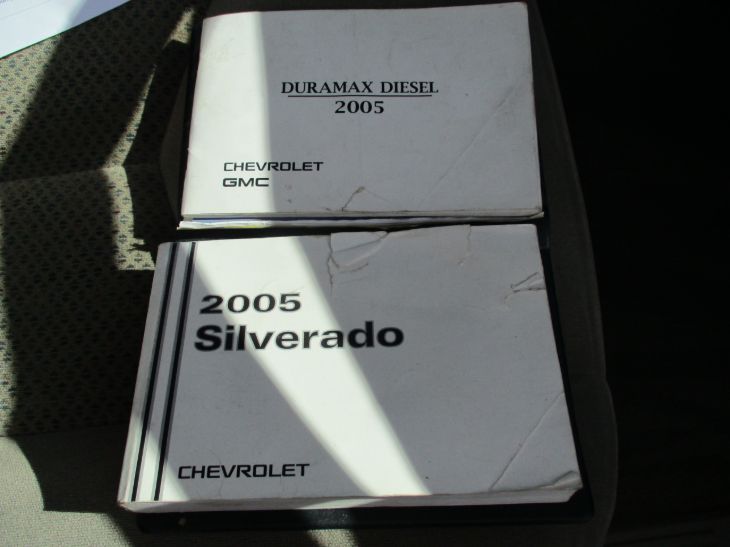 DURAMAX DIESEL
2005
CHEVROLET
GMC
2005
Silverado
CHEVROLET